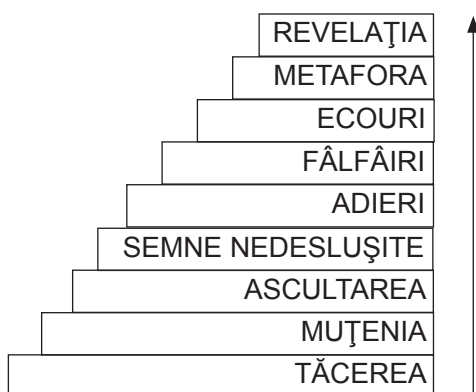 REVELAŢIA
METAFORA
ECOURI
FÂLFÂIRI
ADIERI
SEMNE NEDESLUŞITE
ASCULTAREA
MUŢENIA
TĂCEREA